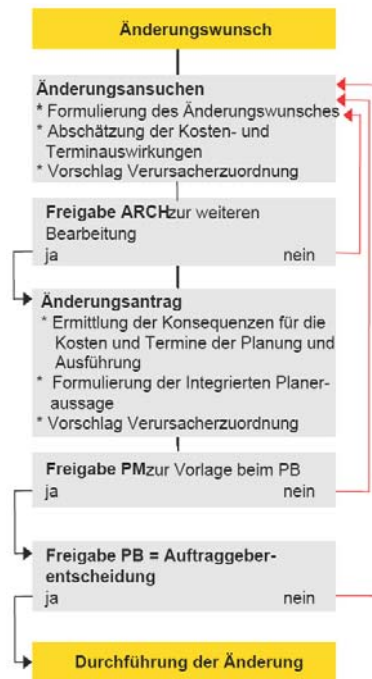 Änderungswunsch
Änderungsansuchen
* Formulierung des Änderungswunsches
* Abschätzung der Kosten- und
Terminauswirkungen
* Vorschlag Verursacherzuordnung
Freigabe ARCHzur weiteren
Bearbeitung
ja nein
Änderungsantrag
* Ermittlung der Konsequenzen für die
Kosten und Termine der Planung und
Ausführung
* Formulierung der Integrierten Planer-
aussage
* Vorschlag Verursacherzuordnung
Freigabe PMzur Vorlage beim PB
ja nein
Freigabe PB = Auftraggeber-
entscheidung
ja nein
Durchführung der Änderung